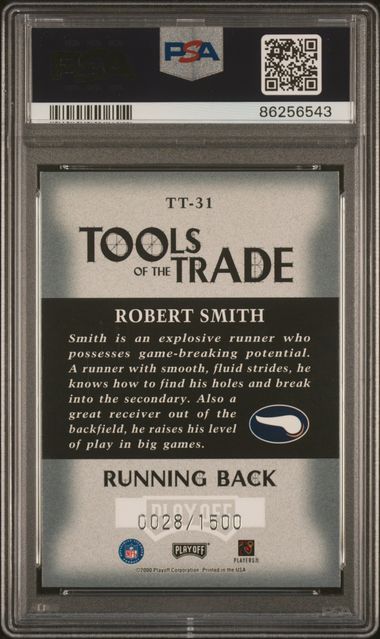 PSA
86256543
TT-31
TOOLS
OF THE TRADE
ROBERT SMITH
Smith is an explosive runner who
possesses game-breaking potential.
A runner with smooth, fluid strides, he
knows how to find his holes and break
into the secondary. Also a
great receiver out of the
backfield, he raises his level
of play in big games.
RUNNING BACK
PLAYOFF
0028/1500
NFL
PLAYOFF
PLAYERS INC
©2000 Playoff Corporation Printed in the USA